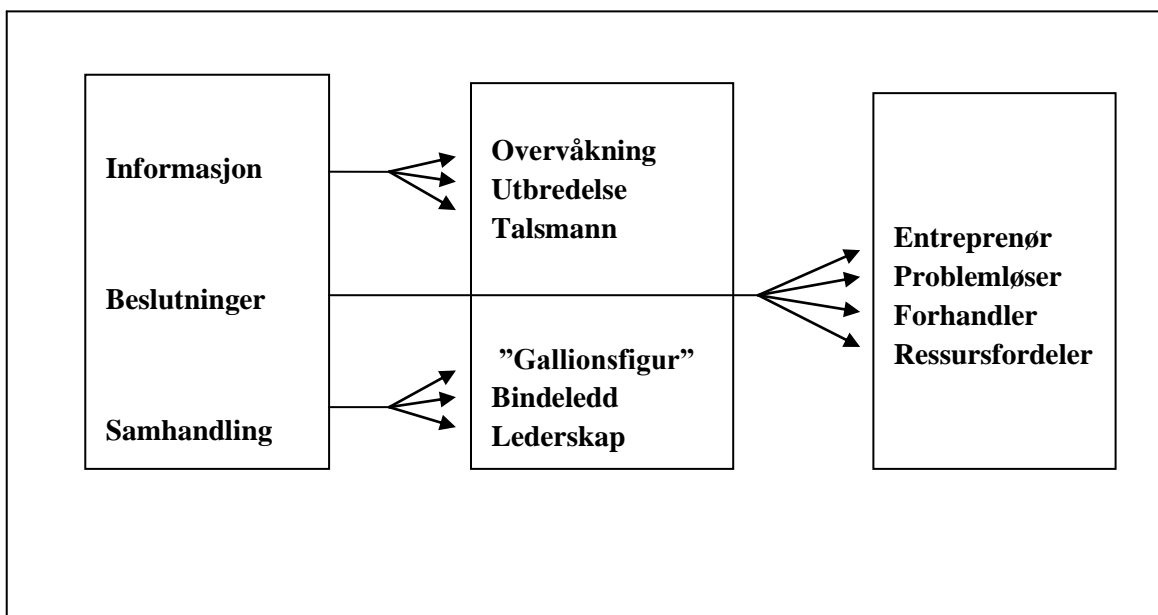 Informasjon
Beslutninger
Samhandling
Overvåkning
Utbredelse
Talsmann
”Gallionsfigur”
Bindeledd
Lederskap
Entreprenør
Problemløser
Forhandler
Ressursfordeler